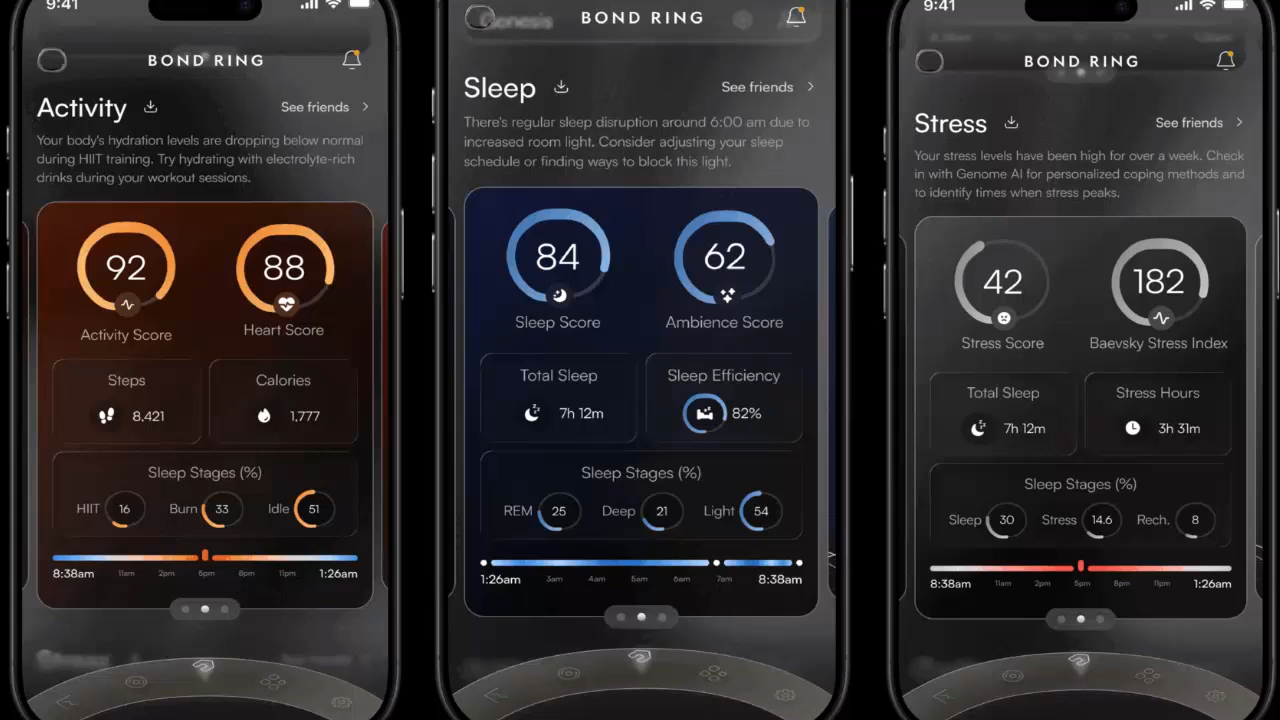 9:41
BOND RING
Activity
See friends
Your body's hydration levels are dropping below normal
during HIIT training. Try hydrating with electrolyte-rich
drinks during your workout sessions.
92
Activity Score
88
Heart Score
Steps
8,421
Calories
1,777
Sleep Stages (%)
HIIT 16 Burn 33 Idle 51
8:38am 11am 2pm 5pm 8pm 11pm 1:26am
Genesis
BOND RING
Sleep
See friends
There's regular sleep disruption around 6:00 am due to
increased room light. Consider adjusting your sleep
schedule or finding ways to block this light.
84
Sleep Score
62
Ambience Score
Total Sleep
7h 12m
Sleep Efficiency
82%
Sleep Stages (%)
REM 25 Deep 21 Light 54
1:26am 3am 4am 5am 6am 7am 8:38am
9:41
BOND RING
Stress
See friends
Your stress levels have been high for over a week. Check
in with Genome AI for personalized coping methods and
to identify times when stress peaks.
42
Stress Score
182
Baevsky Stress Index
Total Sleep
7h 12m
Stress Hours
3h 31m
Sleep Stages (%)
Sleep 30 Stress 14.6 Rech. 8
8:38am 11am 2pm 5pm 8pm 11pm 1:26am